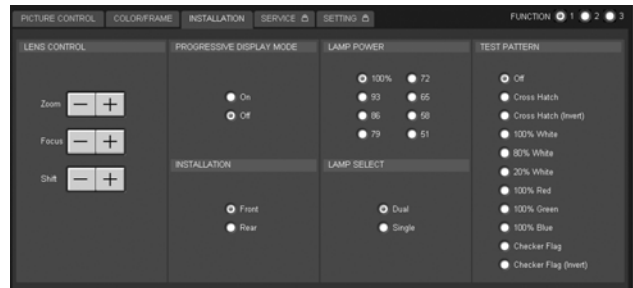 PICTURE CONTROL COLOR/FRAME INSTALLATION SERVICE SETTING FUNCTION 1 2 3
LENS CONTROL
Zoom − +
Focus − +
Shift − +
PROGRESSIVE DISPLAY MODE
On
Off
INSTALLATION
Front
Rear
LAMP POWER
100% 72
93 65
86 58
79 51
LAMP SELECT
Dual
Single
TEST PATTERN
Off
Cross Hatch
Cross Hatch (Invert)
100% White
80% White
20% White
100% Red
100% Green
100% Blue
Checker Flag
Checker Flag (Invert)